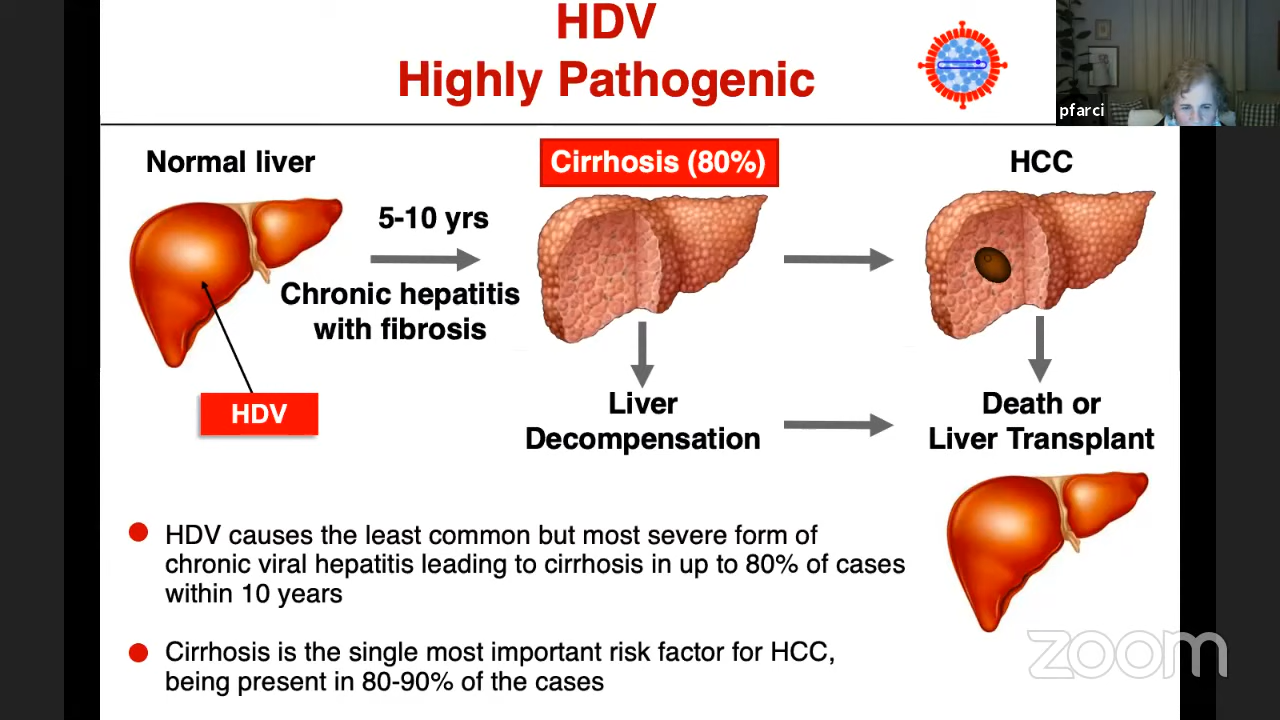 HDV
Highly Pathogenic
pfarci
Normal liver
Cirrhosis (80%)
HCC
5-10 yrs
Chronic hepatitis
with fibrosis
HDV
Liver
Decompensation
Death or
Liver Transplant
HDV causes the least common but most severe form of
chronic viral hepatitis leading to cirrhosis in up to 80% of cases
within 10 years
Cirrhosis is the single most important risk factor for HCC,
being present in 80-90% of the cases
zoom